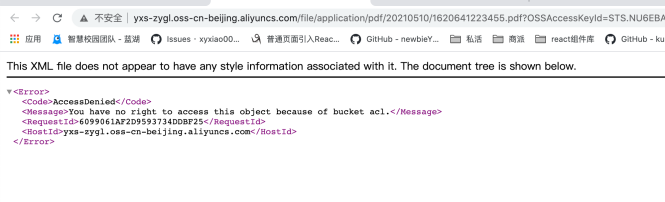 不安全 | yxs-zygl.oss-cn-beijing.aliyuncs.com/file/application/pdf/20210510/1620641223455.pdf?OSSAccessKeyId=STS.NU6EBA
应用 智慧校园团队 - 蓝湖 Issues · xyxiao00... 普通页面引入Reac... GitHub - newbieY... 私活 商派 react组件库 GitHub - ku
This XML file does not appear to have any style information associated with it. The document tree is shown below.
▼<Error>
<Code>AccessDenied</Code>
<Message>You have no right to access this object because of bucket acl.</Message>
<RequestId>6099061AF2D9593734DDBF25</RequestId>
<HostId>yxs-zygl.oss-cn-beijing.aliyuncs.com</HostId>
</Error>